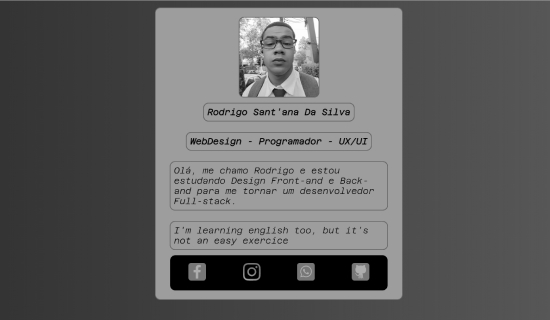 Rodrigo Sant'ana Da Silva
WebDesign - Programador - UX/UI
Olá, me chamo Rodrigo e estou
estudando Design Front-and e Back-
and para me tornar um desenvolvedor
Full-stack.
I'm learning english too, but it's
not an easy exercice